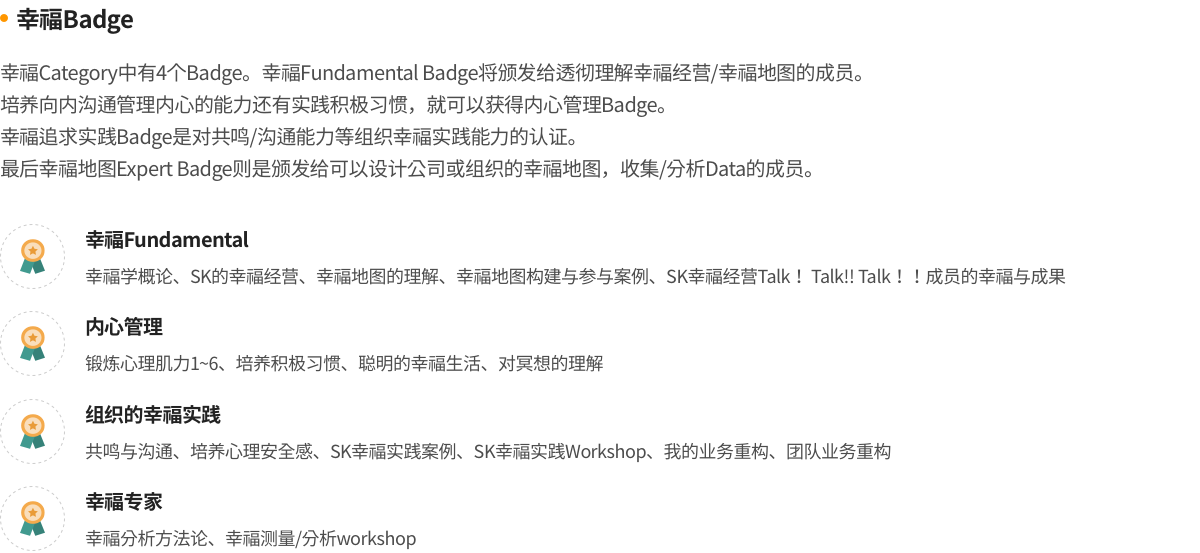 幸福Badge
幸福Category中有4个Badge。幸福Fundamental Badge将颁发给透彻理解幸福经营/幸福地图的成员。
培养向内沟通管理内心的能力还有实践积极习惯，就可以获得内心管理Badge。
幸福追求实践Badge是对共鸣/沟通能力等组织幸福实践能力的认证。
最后幸福地图Expert Badge则是颁发给可以设计公司或组织的幸福地图，收集/分析Data的成员。
幸福Fundamental
幸福学概论、SK的幸福经营、幸福地图的理解、幸福地图构建与参与案例、SK幸福经营Talk！ Talk!! Talk！！成员的幸福与成果
内心管理
锻炼心理肌力1~6、培养积极习惯、聪明的幸福生活、对冥想的理解
组织的幸福实践
共鸣与沟通、培养心理安全感、SK幸福实践案例、SK幸福实践Workshop、我的业务重构、团队业务重构
幸福专家
幸福分析方法论、幸福测量/分析workshop